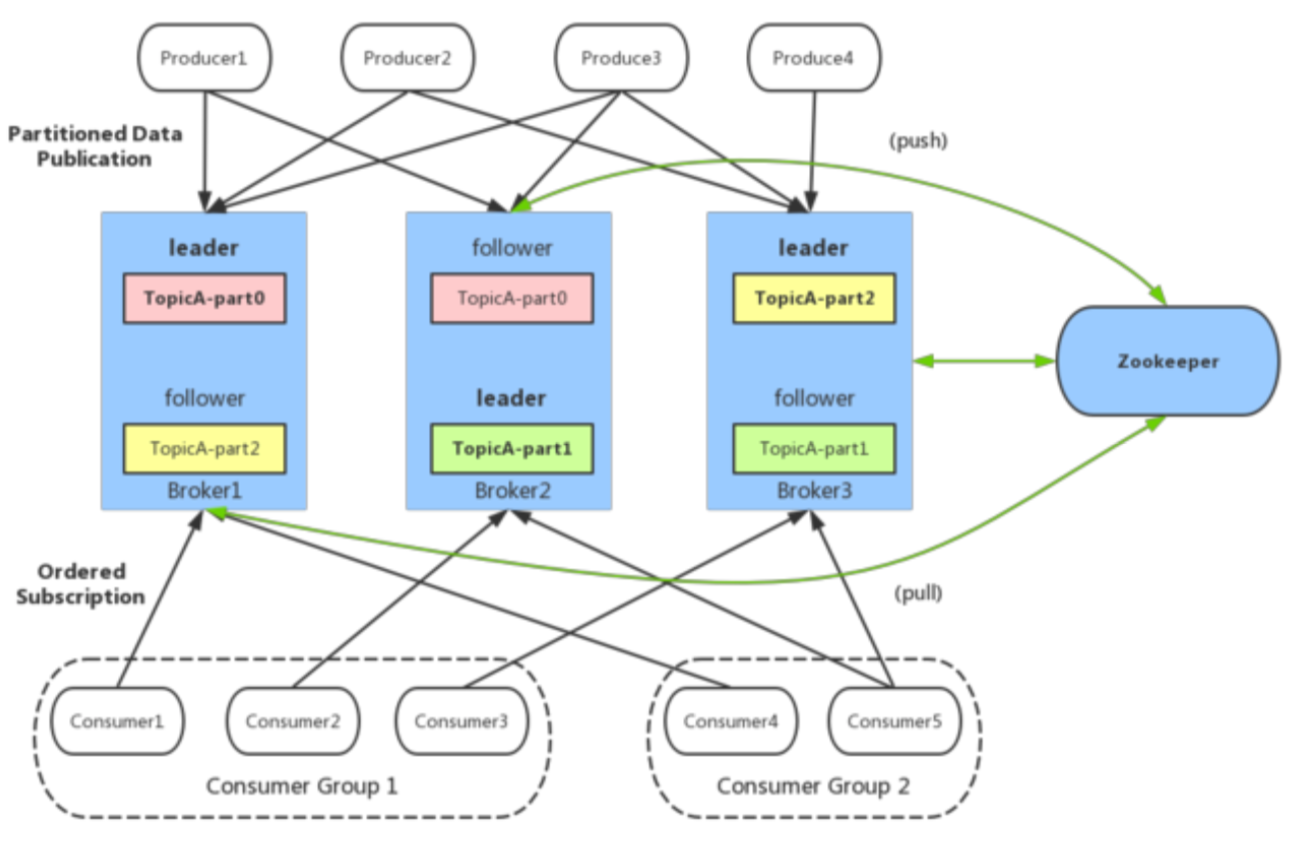 Producer1
Producer2
Produce3
Produce4
Partitioned Data
Publication
(push)
leader
TopicA-part0
follower
TopicA-part2
Broker1
follower
TopicA-part0
leader
TopicA-part1
Broker2
leader
TopicA-part2
follower
TopicA-part1
Broker3
Zookeeper
Ordered
Subscription
(pull)
Consumer1
Consumer2
Consumer3
Consumer Group 1
Consumer4
Consumer5
Consumer Group 2